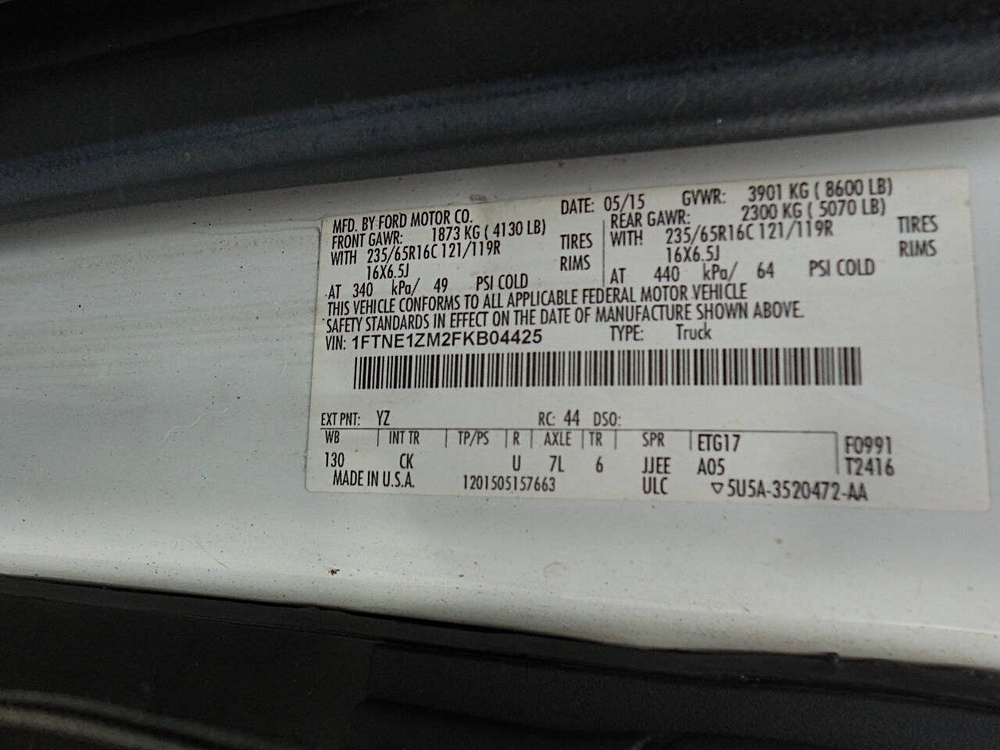 MFD. BY FORD MOTOR CO. DATE: 05/15 GVWR: 3901 KG ( 8600 LB)
FRONT GAWR: 1873 KG ( 4130 LB) REAR GAWR: 2300 KG ( 5070 LB)
WITH 235/65R16C 121/119R TIRES WITH 235/65R16C 121/119R TIRES
16X6.5J RIMS 16X6.5J RIMS
AT 340 kPa/ 49 PSI COLD AT 440 kPa/ 64 PSI COLD
THIS VEHICLE CONFORMS TO ALL APPLICABLE FEDERAL MOTOR VEHICLE
SAFETY STANDARDS IN EFFECT ON THE DATE OF MANUFACTURE SHOWN ABOVE.
VIN: 1FTNE1ZM2FKB04425 TYPE: Truck
EXT PNT: YZ RC: 44 DSO:
WB INT TR TP/PS R AXLE TR SPR ETG17 F0991
130 CK U 7L 6 JJEE A05 T2416
MADE IN U.S.A. 1201505157663 ULC ▽5U5A-3520472-AA